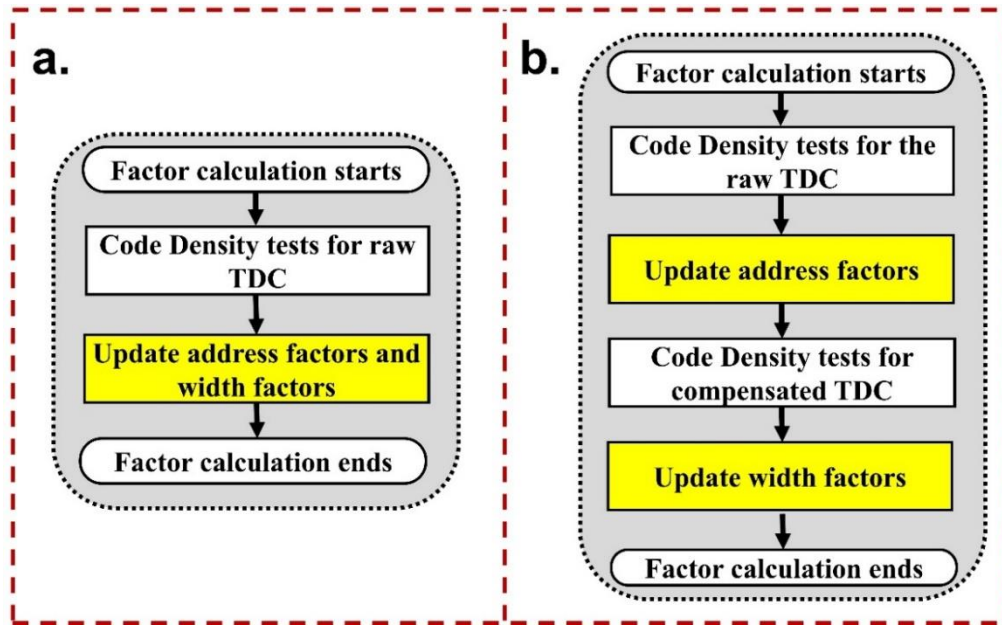 a.
Factor calculation starts
Code Density tests for raw
TDC
Update address factors and
width factors
Factor calculation ends
b.
Factor calculation starts
Code Density tests for the
raw TDC
Update address factors
Code Density tests for
compensated TDC
Update width factors
Factor calculation ends